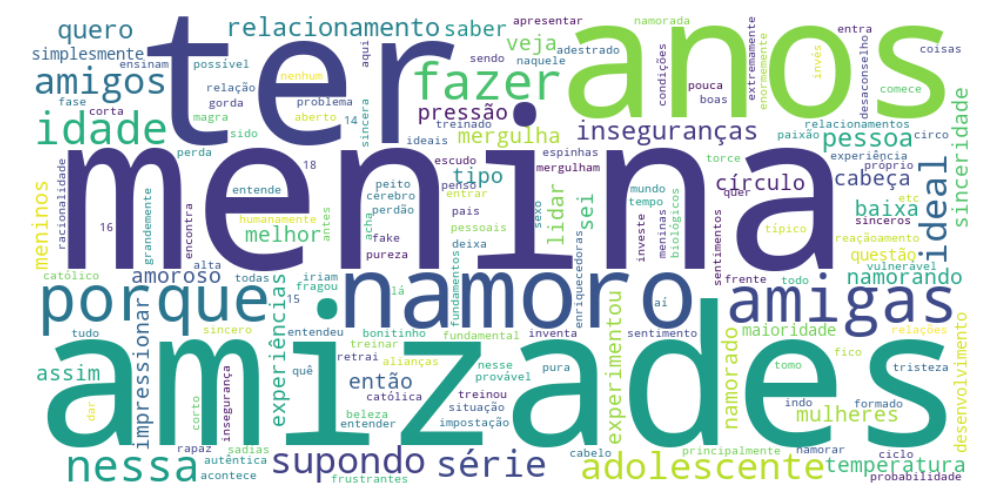 quero
relacionamento
saber
apresentar
namorada
entra
simplesmente
ensinam
possível
aqui
veja
adestrado
sendo
naquele
ter
anos
condições
extremamente
enormemente
invés
desaconselho
coisas
amigos
relação
nenhum
fazer
pouca
boas
comece
fase
corta
gorda
magra
problema
aberto
14
sincera
treinado
ideais
pressão
mergulha
inseguranças
relacionamentos
paixão
circo
pessoa
idade
sido
perda
18
escudo
penso
espinhas
mergulham
torce
quer
experiência
próprio
cabeça
sinceridade
menina
meninos
racionalidade
16
grandemente
encontra
entende
humanamente
melhor
antes
acha
peito
cérebro
perdão
fake
pureza
tipo
entrar
pais
pessoais
deixa
sexo
lidar
sei
mundo
tempo
investe
meninas
biológicos
círculo
sentimentos
típico
sinceros
etc
baixa
reaçãoamento
questão
vulnerável
ideal
católico
alta
amoroso
todas
iriam
fragou
lá
fundamentos
enriquecedoras
aí
frente
todo
namorando
porque
15
namoro
amigas
impressionar
experiências
tudo
sincero
entendeu
bonitinho
fundamental
inventa
sentimento
experimentou
maioridade
relações
desenvolvimento
amizades
assim
retrai
treinar
alianças
nesse
provável
pura
namorado
fico
tristeza
dar
corto
insegurança
quê
então
católica
treinou
situação
impostação
tomo
indo
formado
mulheres
beleza
entender
rapaz
sadias
autêntica
acontece
frustrantes
cabelo
principalmente
namorar
ciclo
nessa
supondo
série
adolescente
temperatura
probabilidade